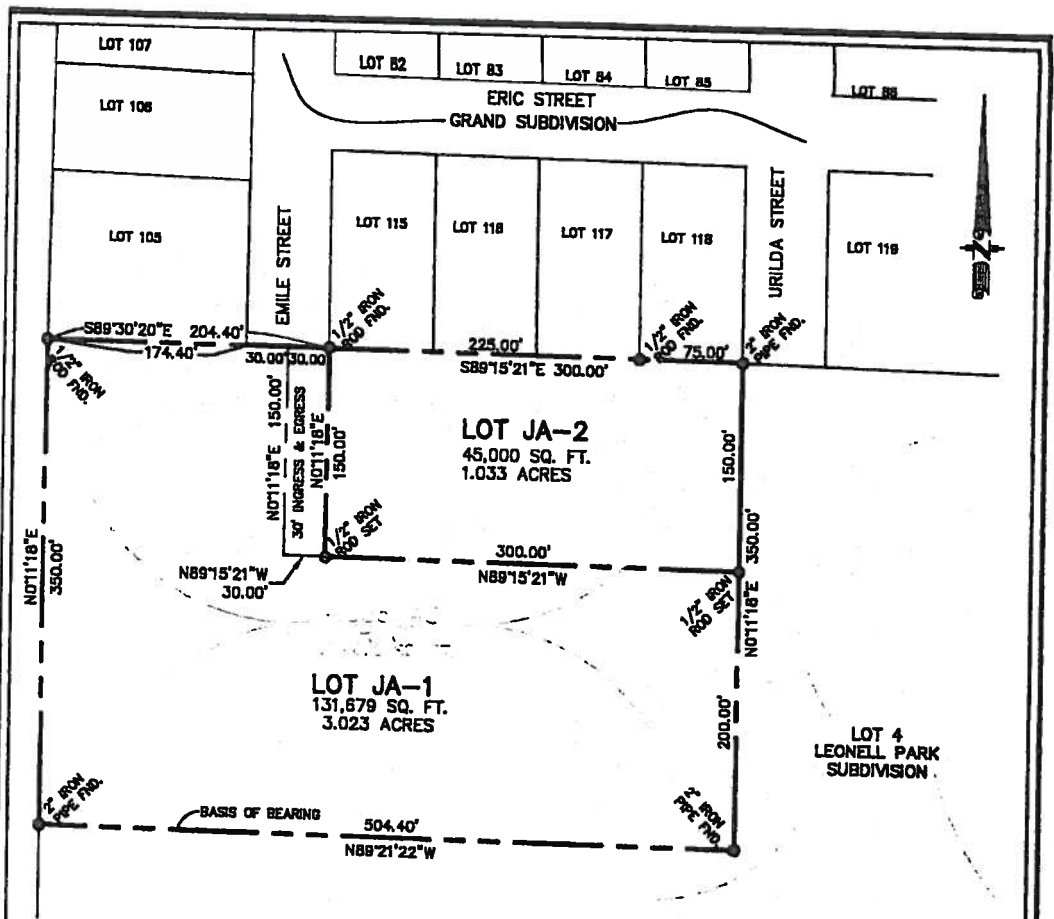 LOT 107
LOT 82
LOT 83
LOT 84
LOT 85
LOT 106
ERIC STREET
GRAND SUBDIVISION
LOT 105
EMILE STREET
LOT 115
LOT 116
LOT 117
LOT 118
URILDA STREET
LOT 119
S89°30'20"E 204.40'
174.40'
1/2" IRON
ROD FND.
30.00' 30.00'
1/2" IRON
ROD FND.
225.00'
S89°15'21"E 300.00'
1/2" IRON
ROD FND.
75.00'
2" IRON
PIPE FND.
N0°11'18"E 150.00'
30' INGRESS & EGRESS
N0°11'18"E
150.00'
LOT JA-2
45,000 SQ. FT.
1.033 ACRES
150.00'
N0°11'18"E
350.00'
1/2" IRON
ROD SET
300.00'
N89°15'21"W
N89°15'21"W
30.00'
1/2" IRON
ROD SET
N0°11'18"E 350.00'
LOT JA-1
131,679 SQ. FT.
3.023 ACRES
200.00'
LOT 4
LEONELL PARK
SUBDIVISION
2" IRON
PIPE FND.
BASIS OF BEARING
504.40'
N89°21'22"W
2" IRON
PIPE FND.